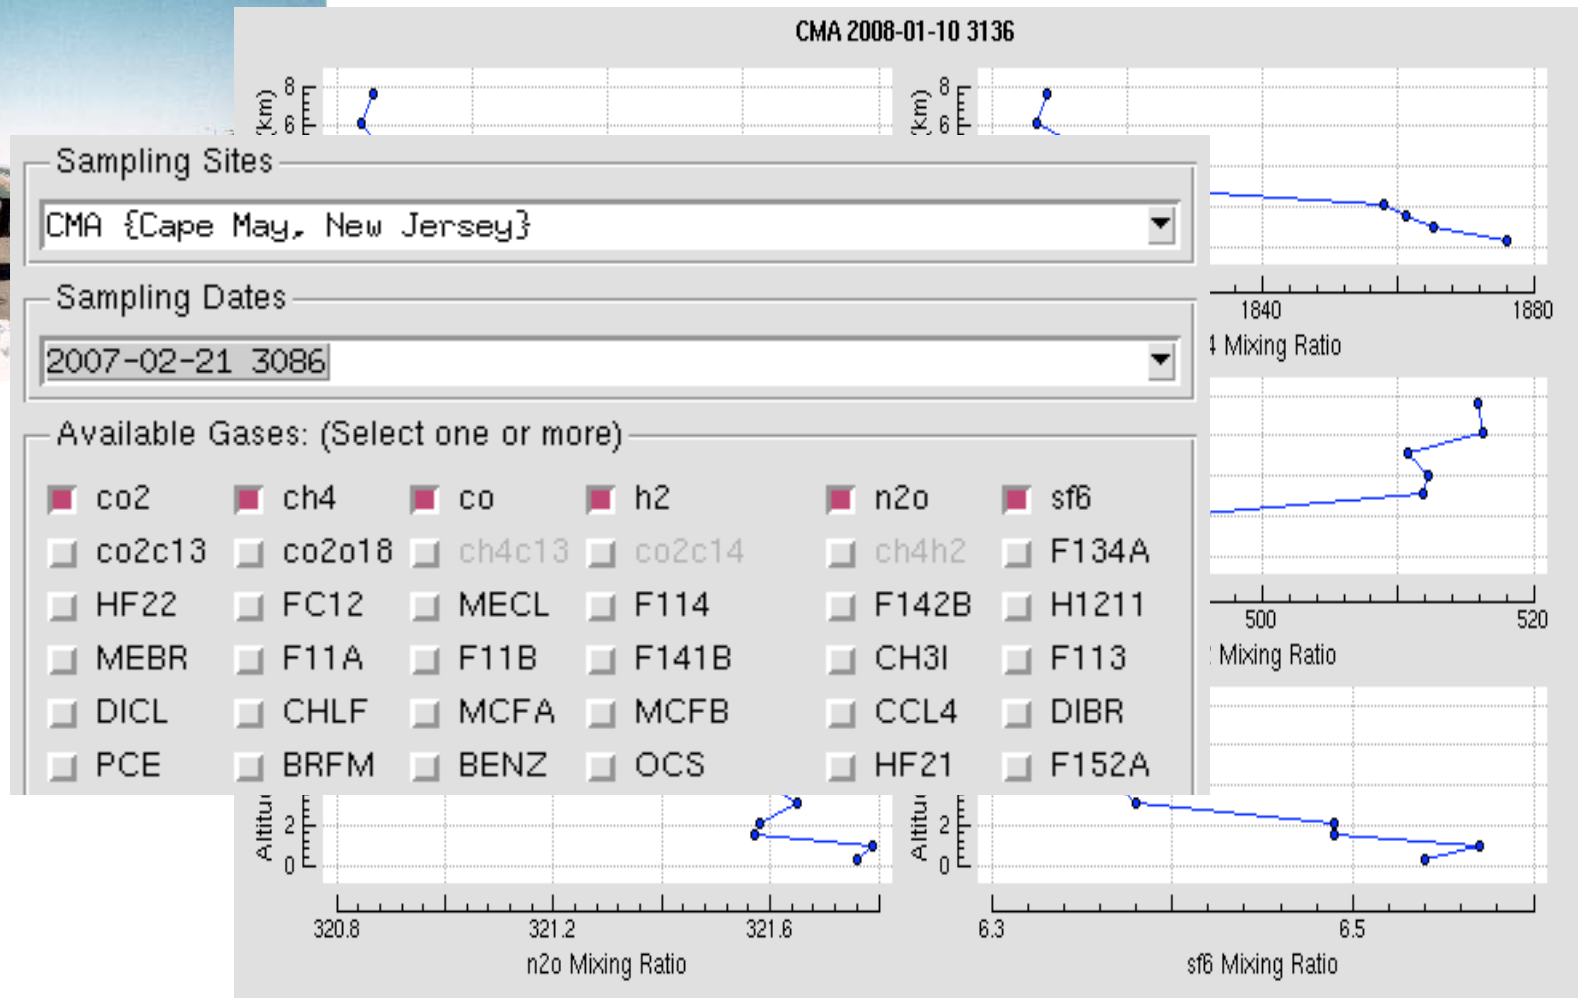 CMA 2008-01-10 3136
8
(km)
6
8
(km)
6
Sampling Sites
CMA {Cape May, New Jersey}
Sampling Dates
2007-02-21 3086
Available Gases: (Select one or more)
co2 ch4 co h2 n2o sf6
co2c13 co2o18 ch4c13 co2c14 ch4h2 F134A
HF22 FC12 MECL F114 F142B H1211
MEBR F11A F11B F141B CH3I F113
DICL CHLF MCFA MCFB CCL4 DIBR
PCE BRFM BENZ OCS HF21 F152A
1840 1880
4 Mixing Ratio
500 520
Mixing Ratio
Altitu
2
0
320.8 321.2 321.6
n2o Mixing Ratio
Altitu
2
0
6.3 6.5
sf6 Mixing Ratio